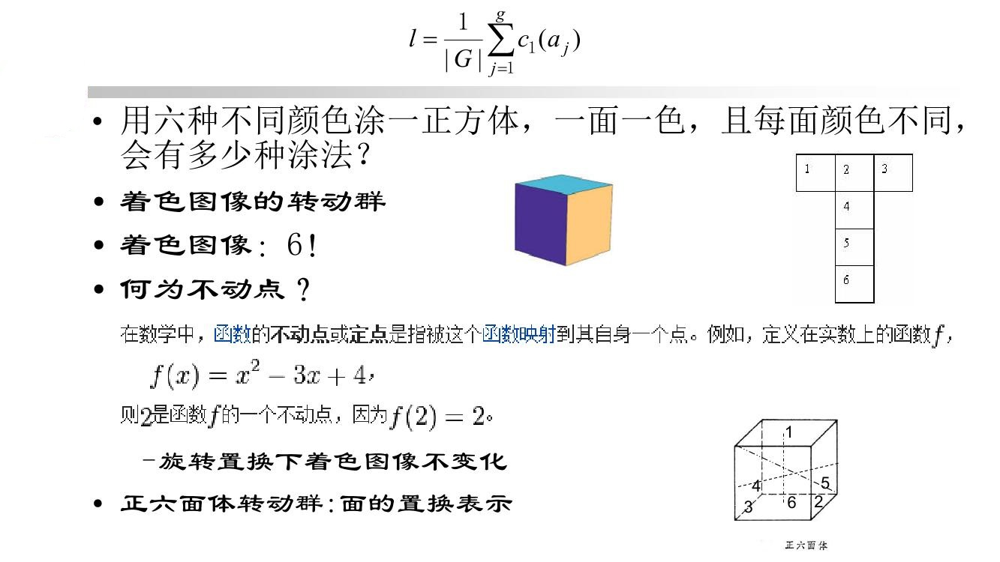 l = 1/|G| ∑_{j=1}^{g} c₁(a_j)
• 用六种不同颜色涂一正方体，一面一色，且每面颜色不同，
会有多少种涂法？
1 2 3
• 着色图像的转动群
4
• 着色图像：6!
5
• 何为不动点？
6
在数学中，函数的不动点或定点是指被这个函数映射到其自身一个点。例如，定义在实数上的函数f，
f(x) = x² − 3x + 4，
则2是函数f的一个不动点，因为f(2) = 2。
－旋转置换下着色图像不变化
• 正六面体转动群：面的置换表示
1
4 5
3 6 2
正六面体